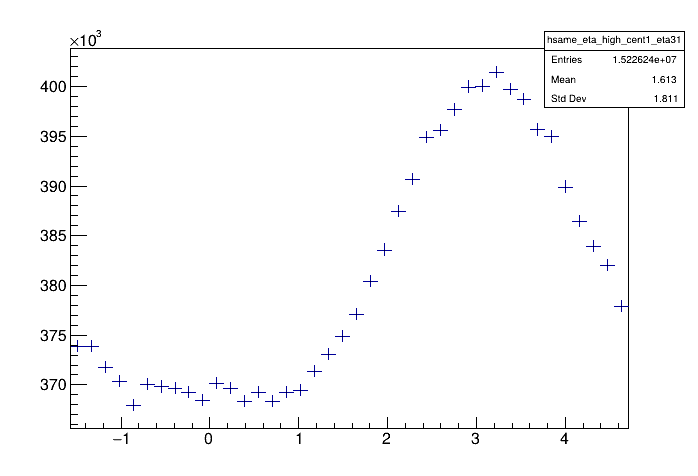 ×10³
hsame_eta_high_cent1_eta31
Entries 1.522624e+07
Mean 1.613
Std Dev 1.811
400
395
390
385
380
375
370
−1 0 1 2 3 4